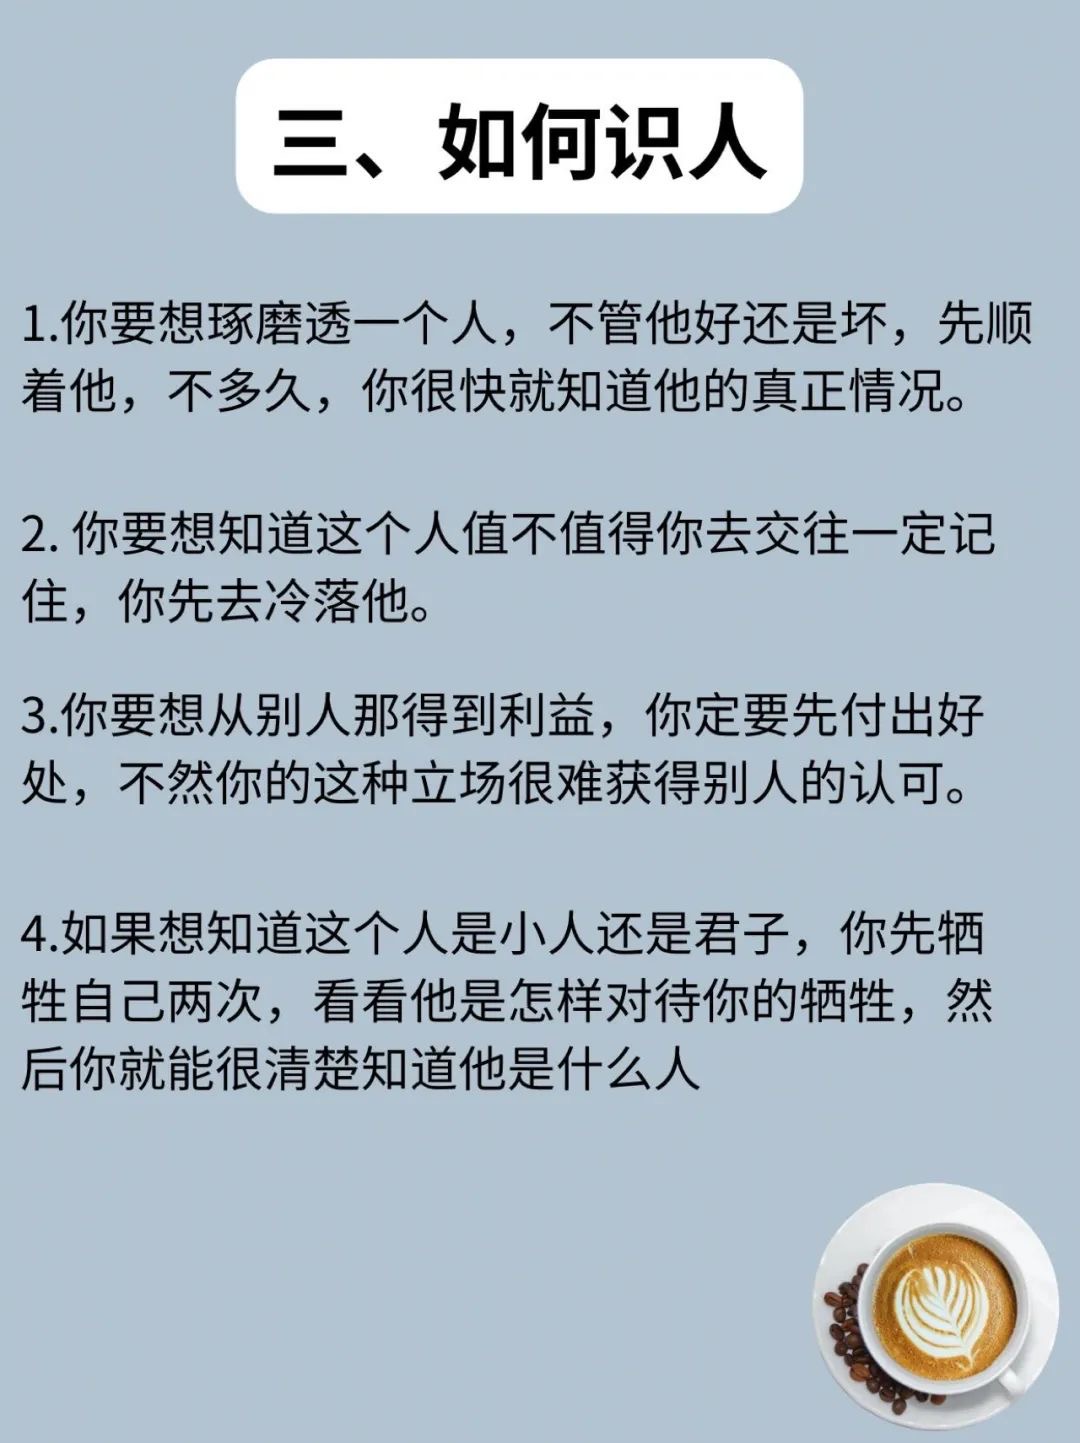 三、如何识人
1.你要想琢磨透一个人，不管他好还是坏，先顺
着他，不多久，你很快就知道他的真正情况。
2. 你要想知道这个人值不值得你去交往一定记
住，你先去冷落他。
3.你要想从别人那得到利益，你定要先付出好
处，不然你的这种立场很难获得别人的认可。
4.如果想知道这个人是小人还是君子，你先牺
牲自己两次，看看他是怎样对待你的牺牲，然
后你就能很清楚知道他是什么人